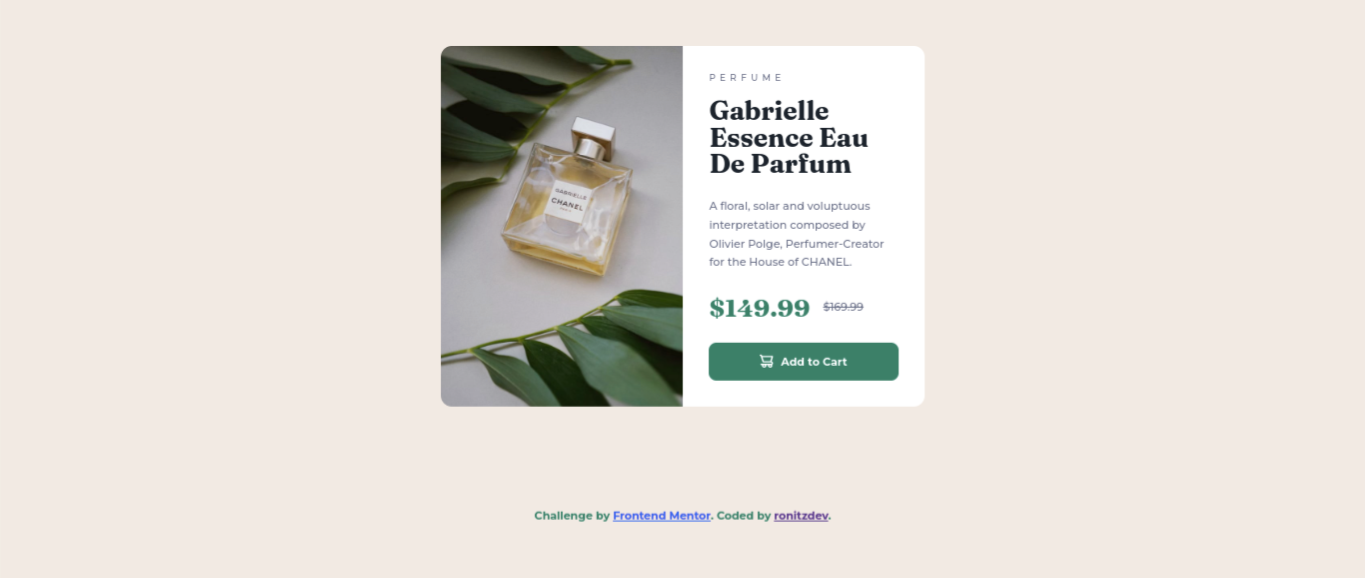 GABRIELLE
CHANEL
PARIS
PERFUME
Gabrielle
Essence Eau
De Parfum
A floral, solar and voluptuous
interpretation composed by
Olivier Polge, Perfumer-Creator
for the House of CHANEL.
$149.99 $169.99
Add to Cart
Challenge by Frontend Mentor. Coded by ronitzdev.